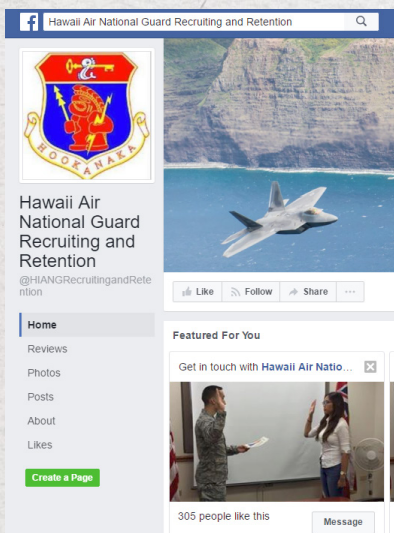 Hawaii Air National Guard Recruiting and Retention
HOOKANAKA
Hawaii Air
National Guard
Recruiting and
Retention
@HIANGRecruitingandRete
ntion
Like
Follow
Share
...
Home
Reviews
Photos
Posts
About
Likes
Create a Page
Featured For You
Get in touch with Hawaii Air Natio...
305 people like this
Message